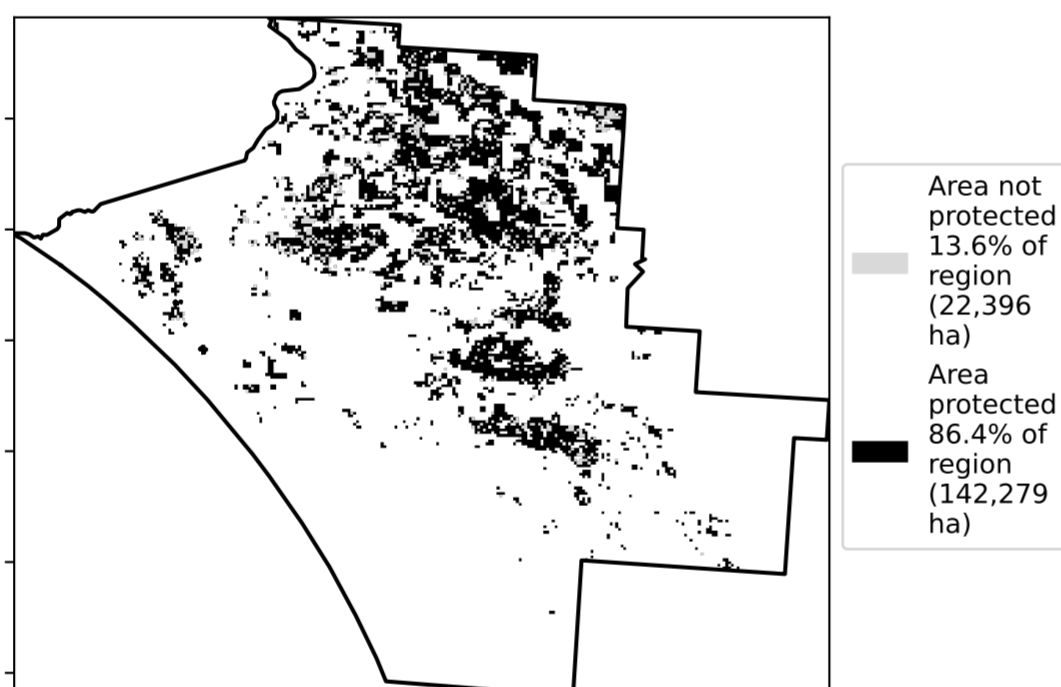 Area not
protected
13.6% of
region
(22,396
ha)
Area
protected
86.4% of
region
(142,279
ha)